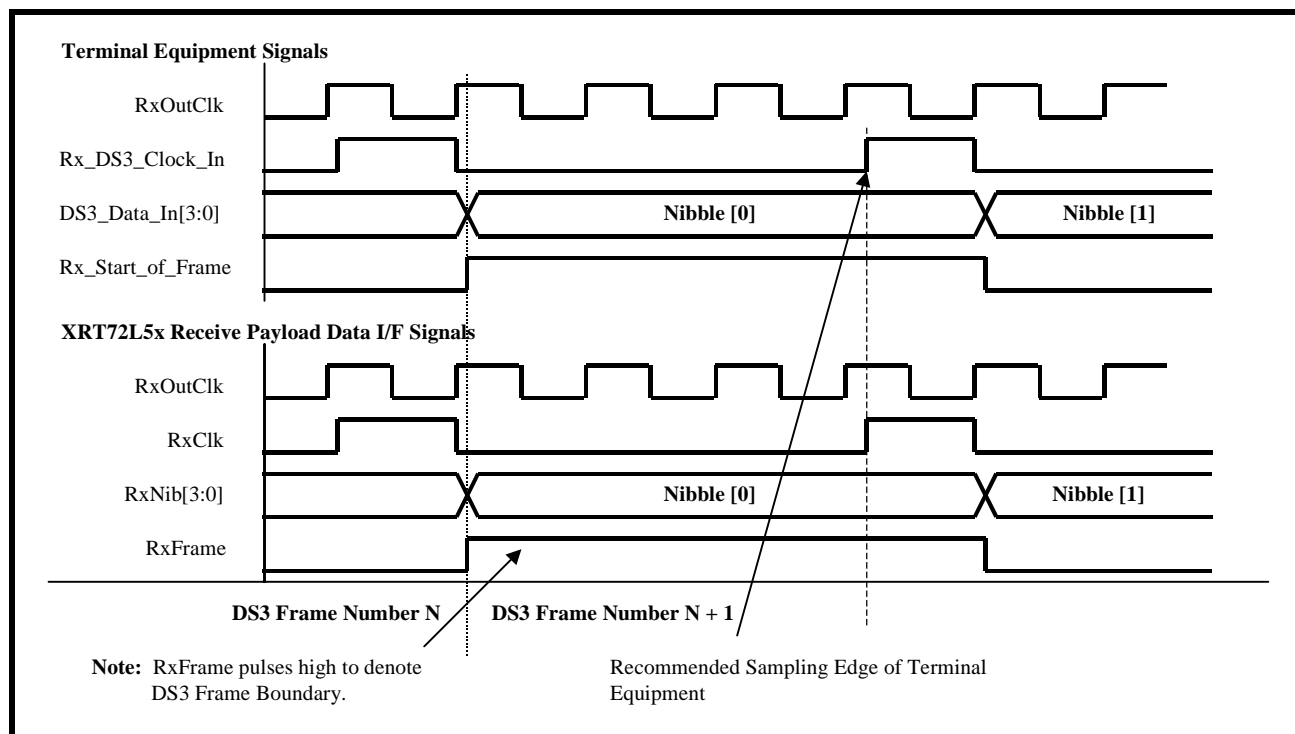 Terminal Equipment Signals
RxOutClk
Rx_DS3_Clock_In
DS3_Data_In[3:0]
Nibble [0]
Nibble [1]
Rx_Start_of_Frame
XRT72L5x Receive Payload Data I/F Signals
RxOutClk
RxClk
RxNib[3:0]
Nibble [0]
Nibble [1]
RxFrame
DS3 Frame Number N
DS3 Frame Number N + 1
Note: RxFrame pulses high to denote
DS3 Frame Boundary.
Recommended Sampling Edge of Terminal
Equipment